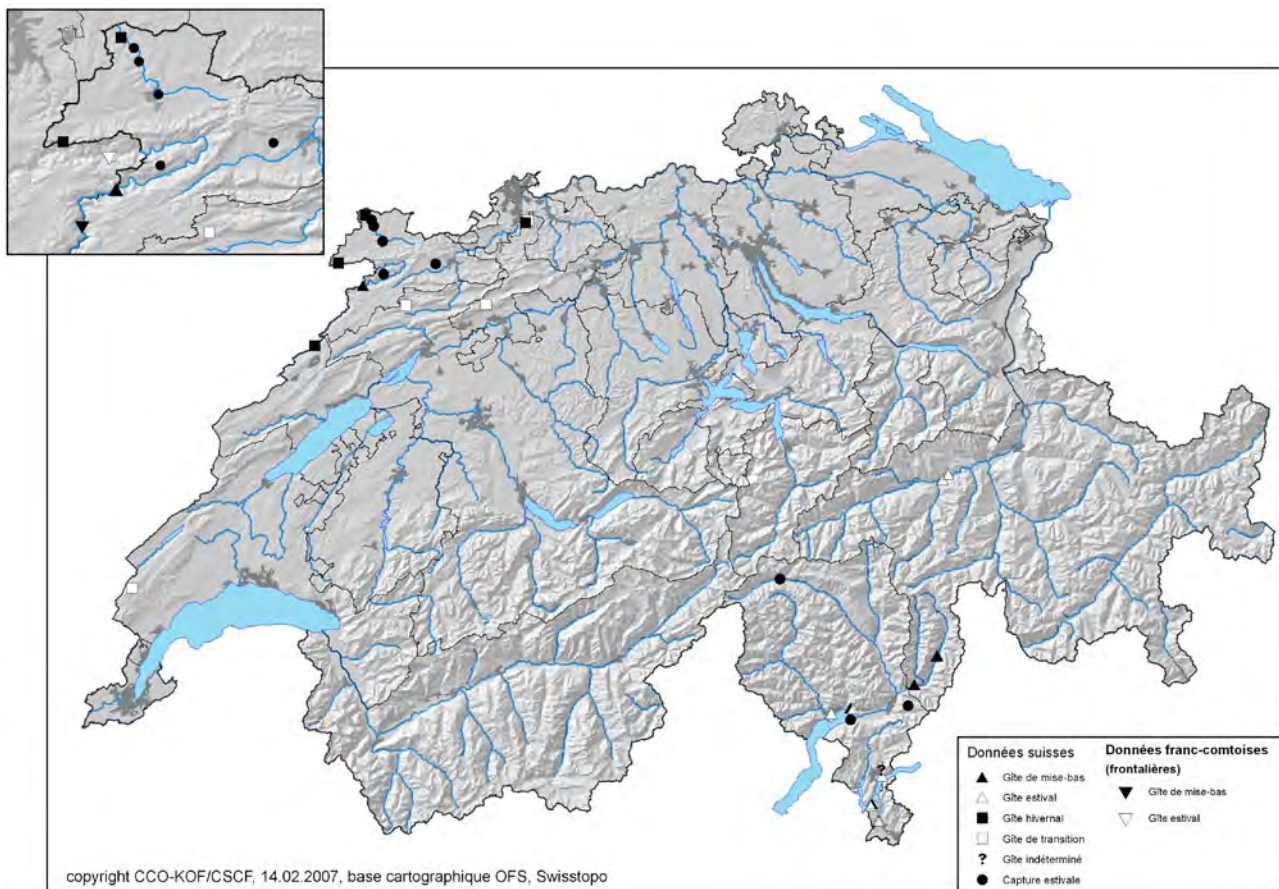 Données suisses
Gîte de mise-bas
Gîte estival
Gîte hivernal
Gîte de transition
? Gîte indéterminé
Capture estivale
Données franc-comtoises
(frontalières)
Gîte de mise-bas
Gîte estival
?
copyright CCO-KOF/CSCF, 14.02.2007, base cartographique OFS, Swisstopo